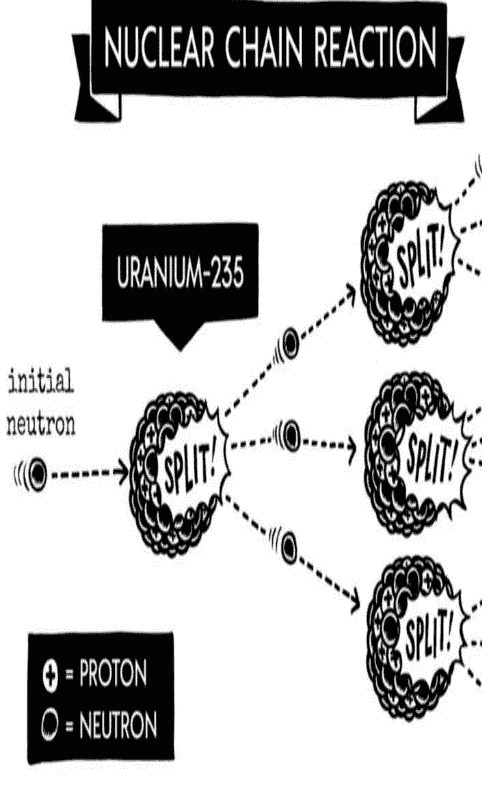 NUCLEAR CHAIN REACTION
URANIUM-235
initial
neutron
SPLIT!
SPLIT!
SPLIT!
SPLIT!
+ = PROTON
= NEUTRON